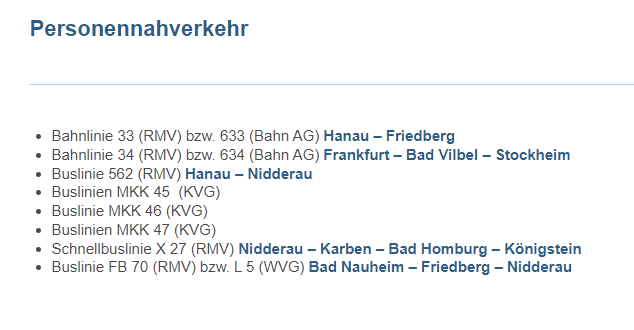 Personennahverkehr
• Bahnlinie 33 (RMV) bzw. 633 (Bahn AG) Hanau – Friedberg
• Bahnlinie 34 (RMV) bzw. 634 (Bahn AG) Frankfurt – Bad Vilbel – Stockheim
• Buslinie 562 (RMV) Hanau – Nidderau
• Buslinien MKK 45  (KVG)
• Buslinie MKK 46 (KVG)
• Buslinien MKK 47 (KVG)
• Schnellbuslinie X 27 (RMV) Nidderau – Karben – Bad Homburg – Königstein
• Buslinie FB 70 (RMV) bzw. L 5 (WVG) Bad Nauheim – Friedberg – Nidderau